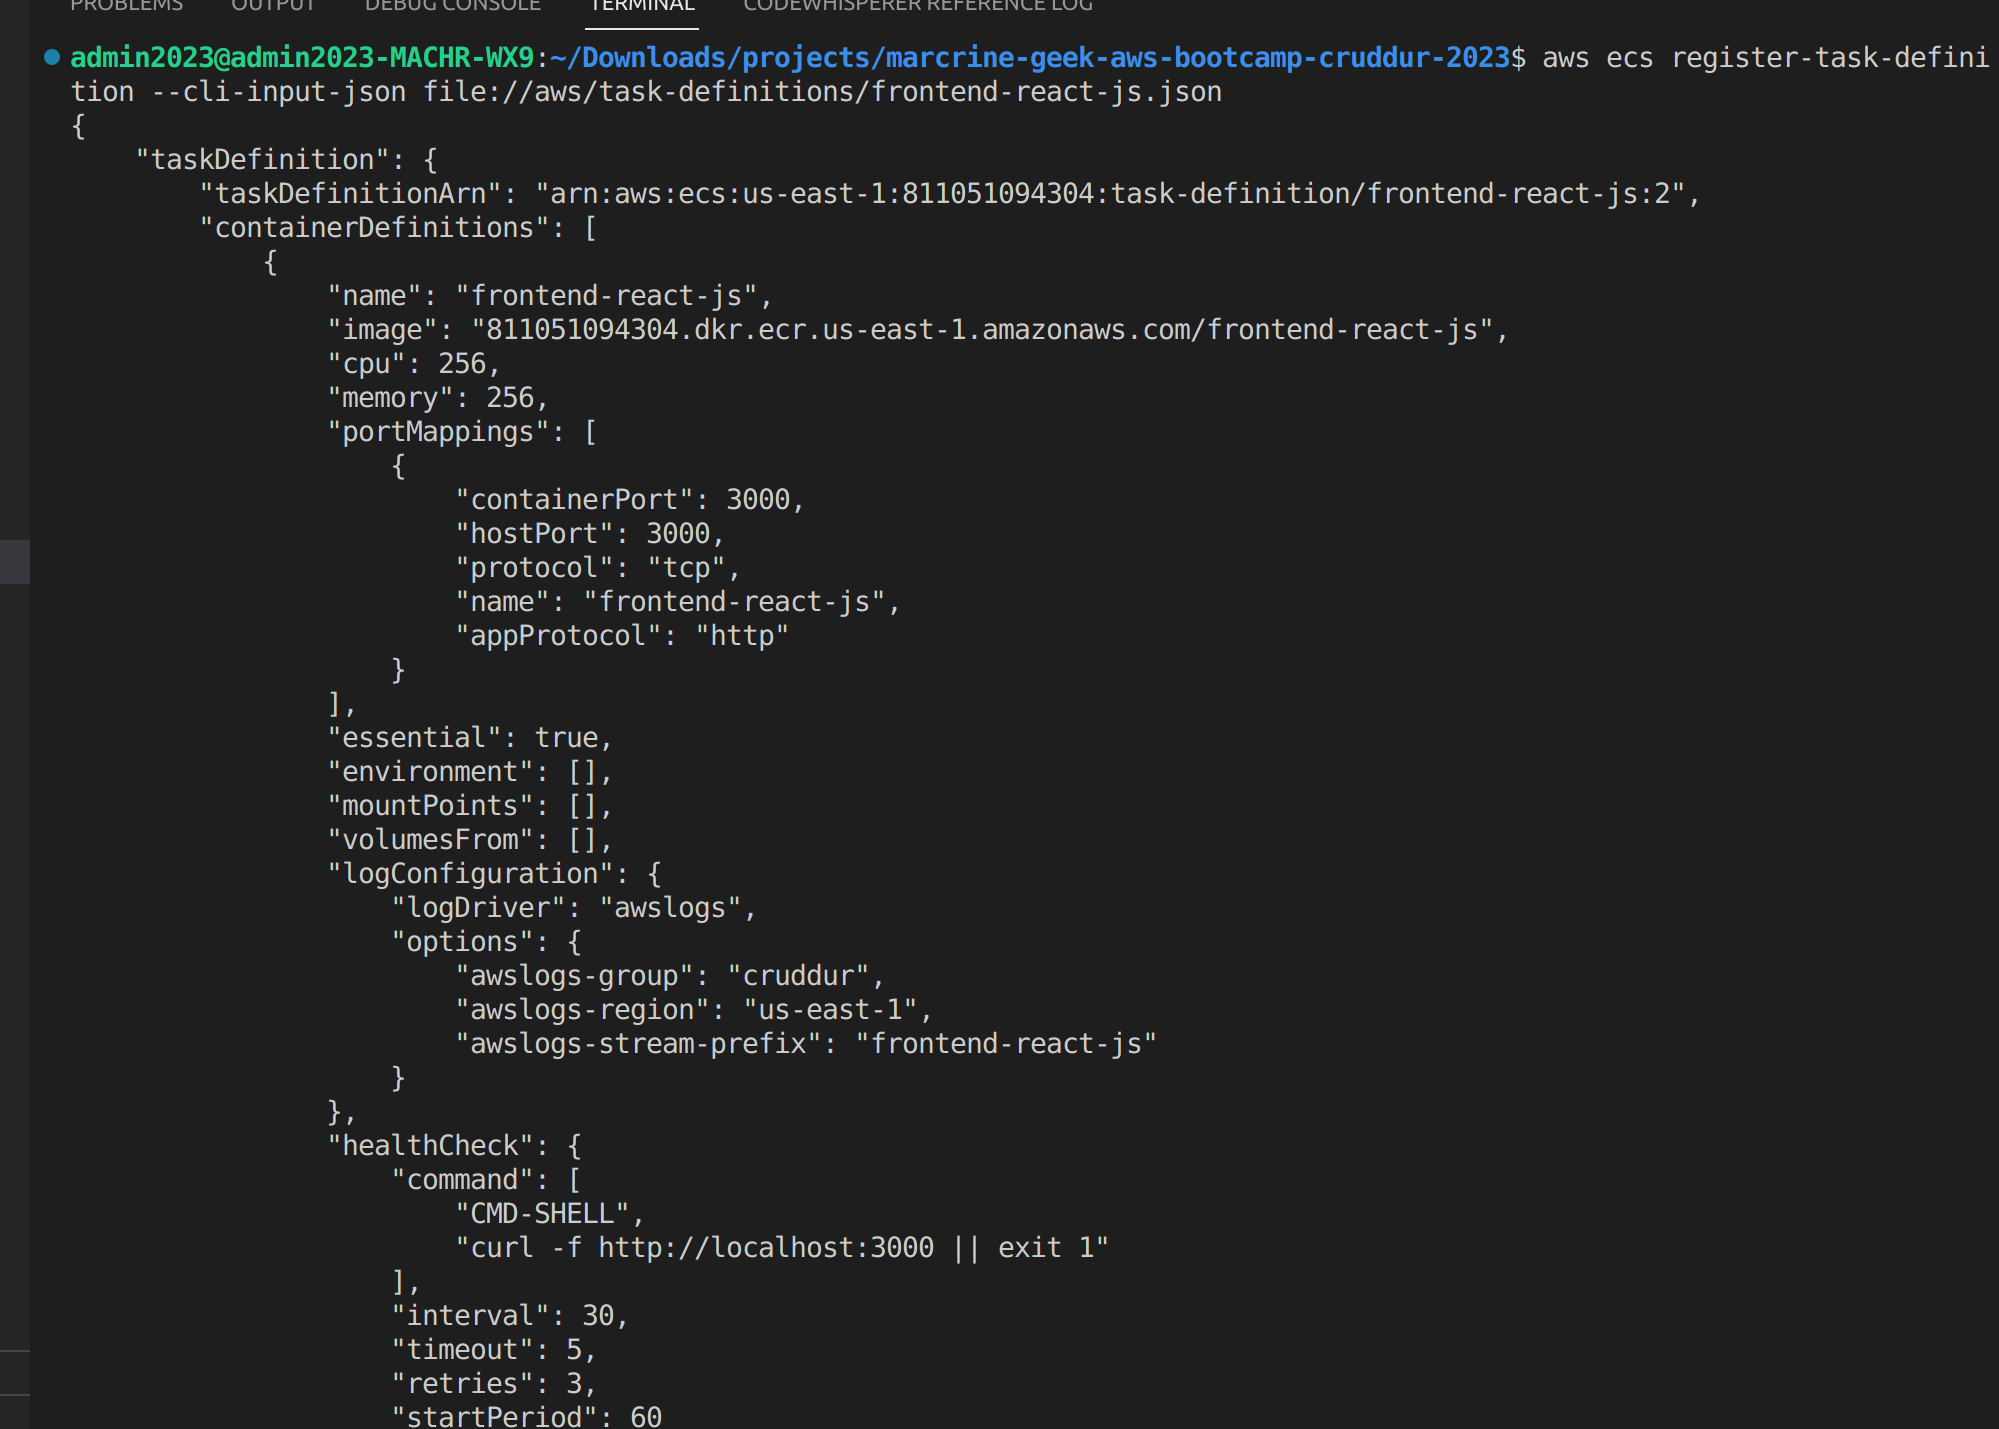 PROBLEMS OUTPUT DEBUG CONSOLE TERMINAL CODEWHISPERER REFERENCE LOG
admin2023@admin2023-MACHR-WX9:~/Downloads/projects/marcrine-geek-aws-bootcamp-cruddur-2023$ aws ecs register-task-defini
tion --cli-input-json file://aws/task-definitions/frontend-react-js.json
{
    "taskDefinition": {
        "taskDefinitionArn": "arn:aws:ecs:us-east-1:811051094304:task-definition/frontend-react-js:2",
        "containerDefinitions": [
            {
                "name": "frontend-react-js",
                "image": "811051094304.dkr.ecr.us-east-1.amazonaws.com/frontend-react-js",
                "cpu": 256,
                "memory": 256,
                "portMappings": [
                    {
                        "containerPort": 3000,
                        "hostPort": 3000,
                        "protocol": "tcp",
                        "name": "frontend-react-js",
                        "appProtocol": "http"
                    }
                ],
                "essential": true,
                "environment": [],
                "mountPoints": [],
                "volumesFrom": [],
                "logConfiguration": {
                    "logDriver": "awslogs",
                    "options": {
                        "awslogs-group": "cruddur",
                        "awslogs-region": "us-east-1",
                        "awslogs-stream-prefix": "frontend-react-js"
                    }
                },
                "healthCheck": {
                    "command": [
                        "CMD-SHELL",
                        "curl -f http://localhost:3000 || exit 1"
                    ],
                    "interval": 30,
                    "timeout": 5,
                    "retries": 3,
                    "startPeriod": 60